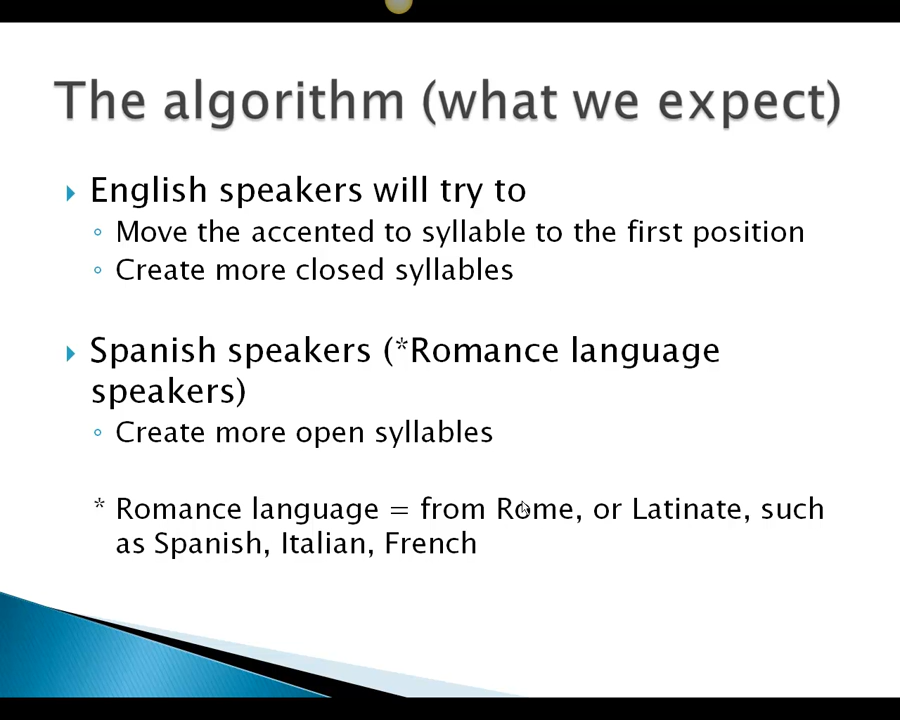 The algorithm (what we expect)
English speakers will try to
Move the accented to syllable to the first position
Create more closed syllables
Spanish speakers (*Romance language
speakers)
Create more open syllables
* Romance language = from Rome, or Latinate, such
as Spanish, Italian, French